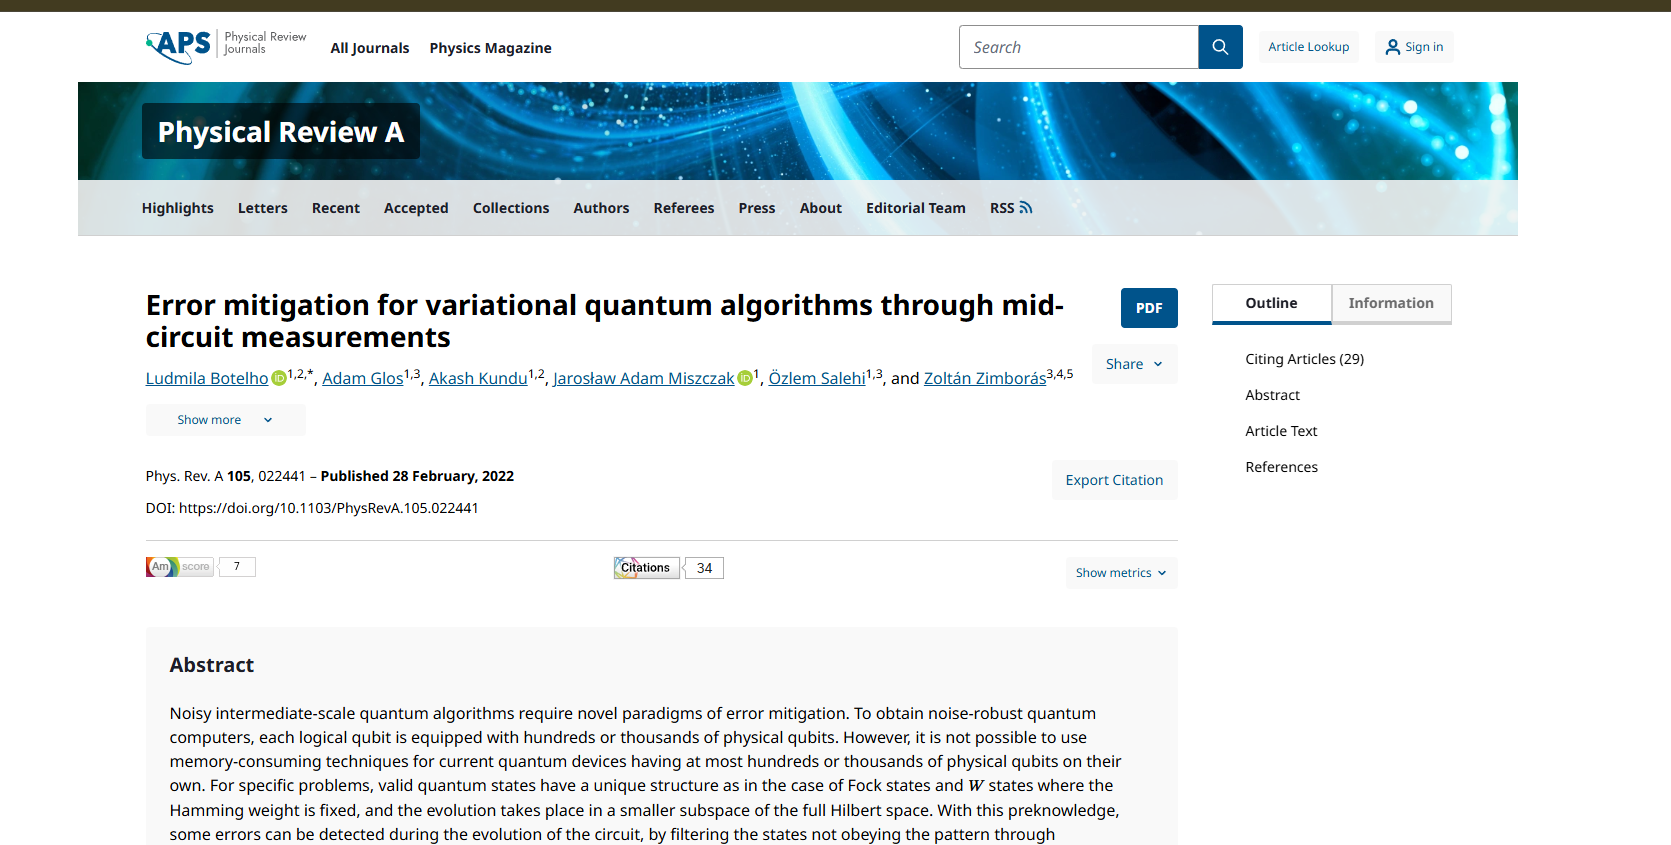 APS Physical Review Journals
All Journals
Physics Magazine
Search
Article Lookup
Sign in
Physical Review A
Highlights
Letters
Recent
Accepted
Collections
Authors
Referees
Press
About
Editorial Team
RSS
Error mitigation for variational quantum algorithms through mid-
circuit measurements
PDF
Ludmila Botelho iD 1,2,*, Adam Glos1,3, Akash Kundu1,2, Jarosław Adam Miszczak iD 1, Özlem Salehi1,3, and Zoltán Zimborás3,4,5
Share
Show more
Phys. Rev. A 105, 022441 – Published 28 February, 2022
Export Citation
DOI: https://doi.org/10.1103/PhysRevA.105.022441
Am score 7
Citations 34
Show metrics
Abstract
Noisy intermediate-scale quantum algorithms require novel paradigms of error mitigation. To obtain noise-robust quantum
computers, each logical qubit is equipped with hundreds or thousands of physical qubits. However, it is not possible to use
memory-consuming techniques for current quantum devices having at most hundreds or thousands of physical qubits on their
own. For specific problems, valid quantum states have a unique structure as in the case of Fock states and W states where the
Hamming weight is fixed, and the evolution takes place in a smaller subspace of the full Hilbert space. With this preknowledge,
some errors can be detected during the evolution of the circuit, by filtering the states not obeying the pattern through
Outline
Information
Citing Articles (29)
Abstract
Article Text
References